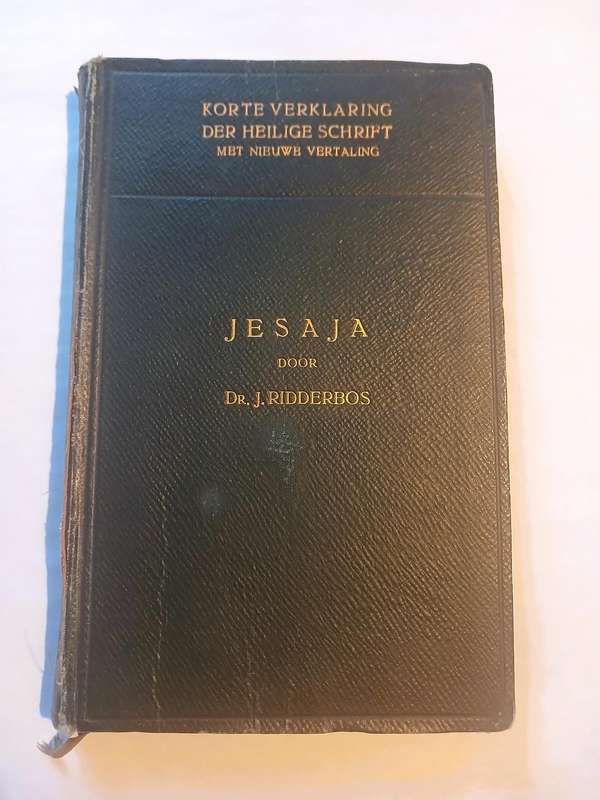 KORTE VERKLARING
DER HEILIGE SCHRIFT
MET NIEUWE VERTALING
JESAJA
DOOR
DR. J. RIDDERBOS